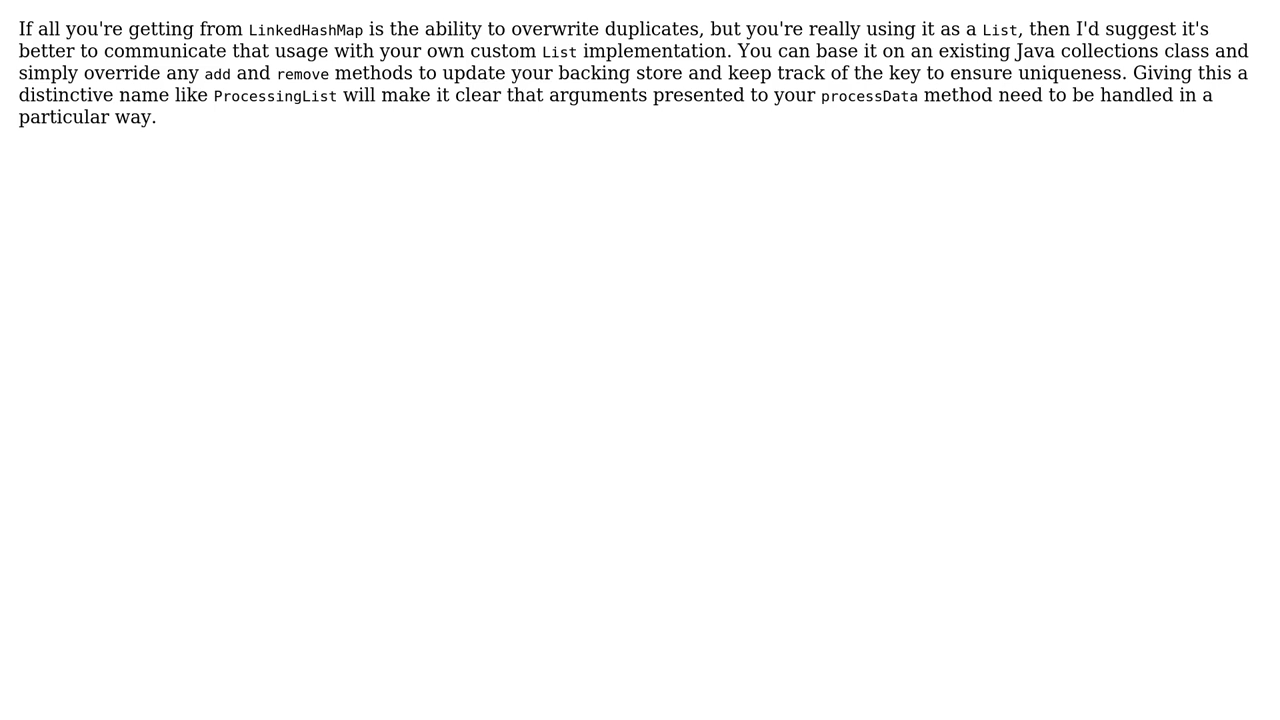 If all you're getting from LinkedHashMap is the ability to overwrite duplicates, but you're really using it as a List, then I'd suggest it's
better to communicate that usage with your own custom List implementation. You can base it on an existing Java collections class and
simply override any add and remove methods to update your backing store and keep track of the key to ensure uniqueness. Giving this a
distinctive name like ProcessingList will make it clear that arguments presented to your processData method need to be handled in a
particular way.